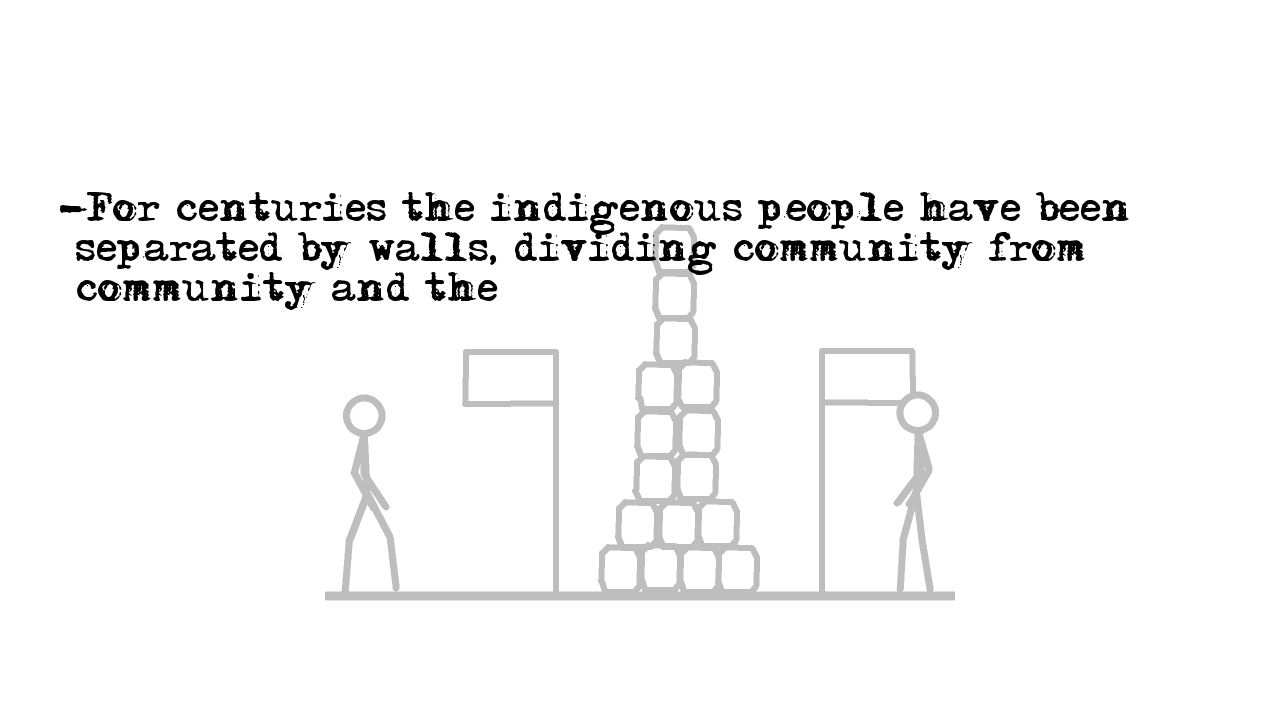 -For centuries the indigenous people have been
separated by walls, dividing community from
community and the